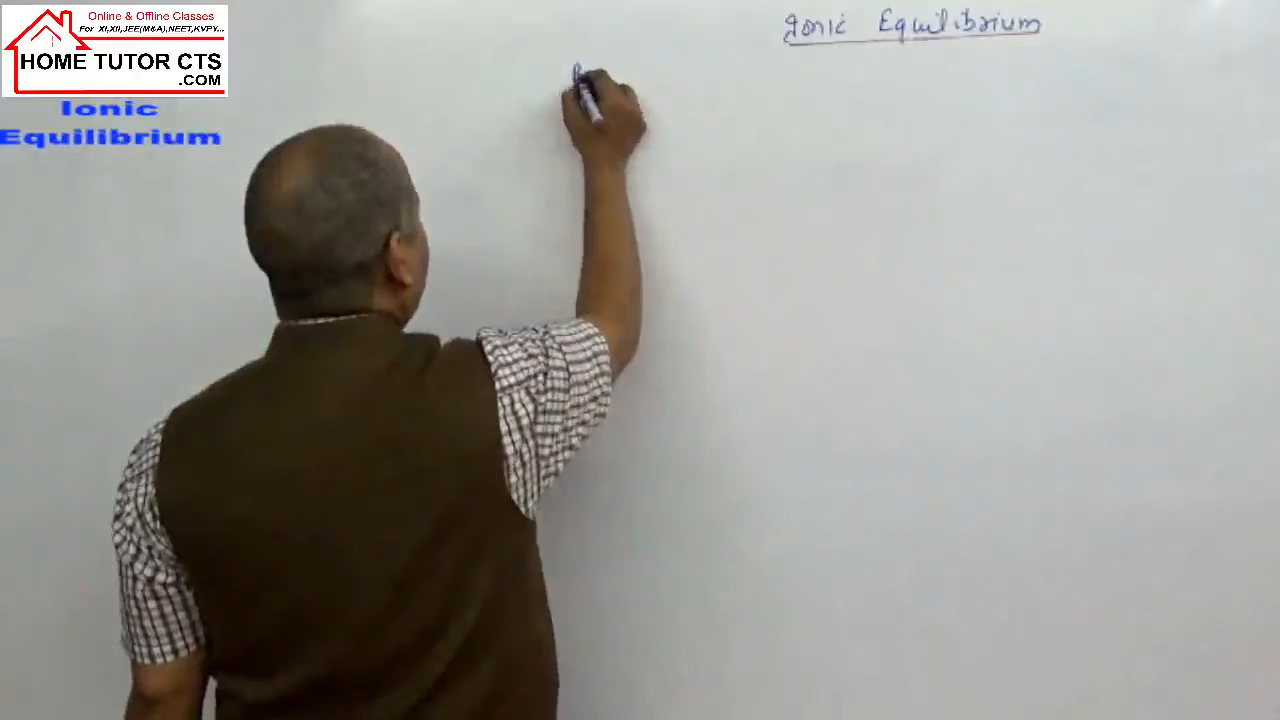 Online & Offline Classes
For XI,XII,JEE(M&A),NEET,KVPY...
HOME TUTOR CTS
.COM
Ionic
Equilibrium
Ionic Equilibrium